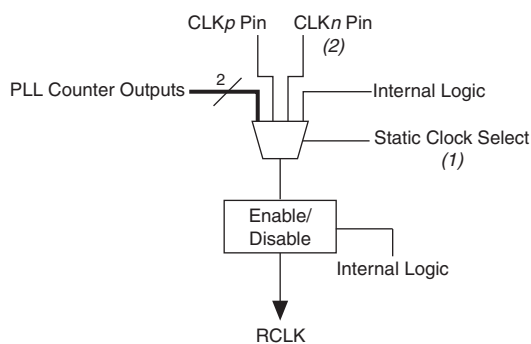 CLKp Pin
CLKn Pin
(2)
2
PLL Counter Outputs
Internal Logic
Static Clock Select
(1)
Enable/
Disable
Internal Logic
RCLK